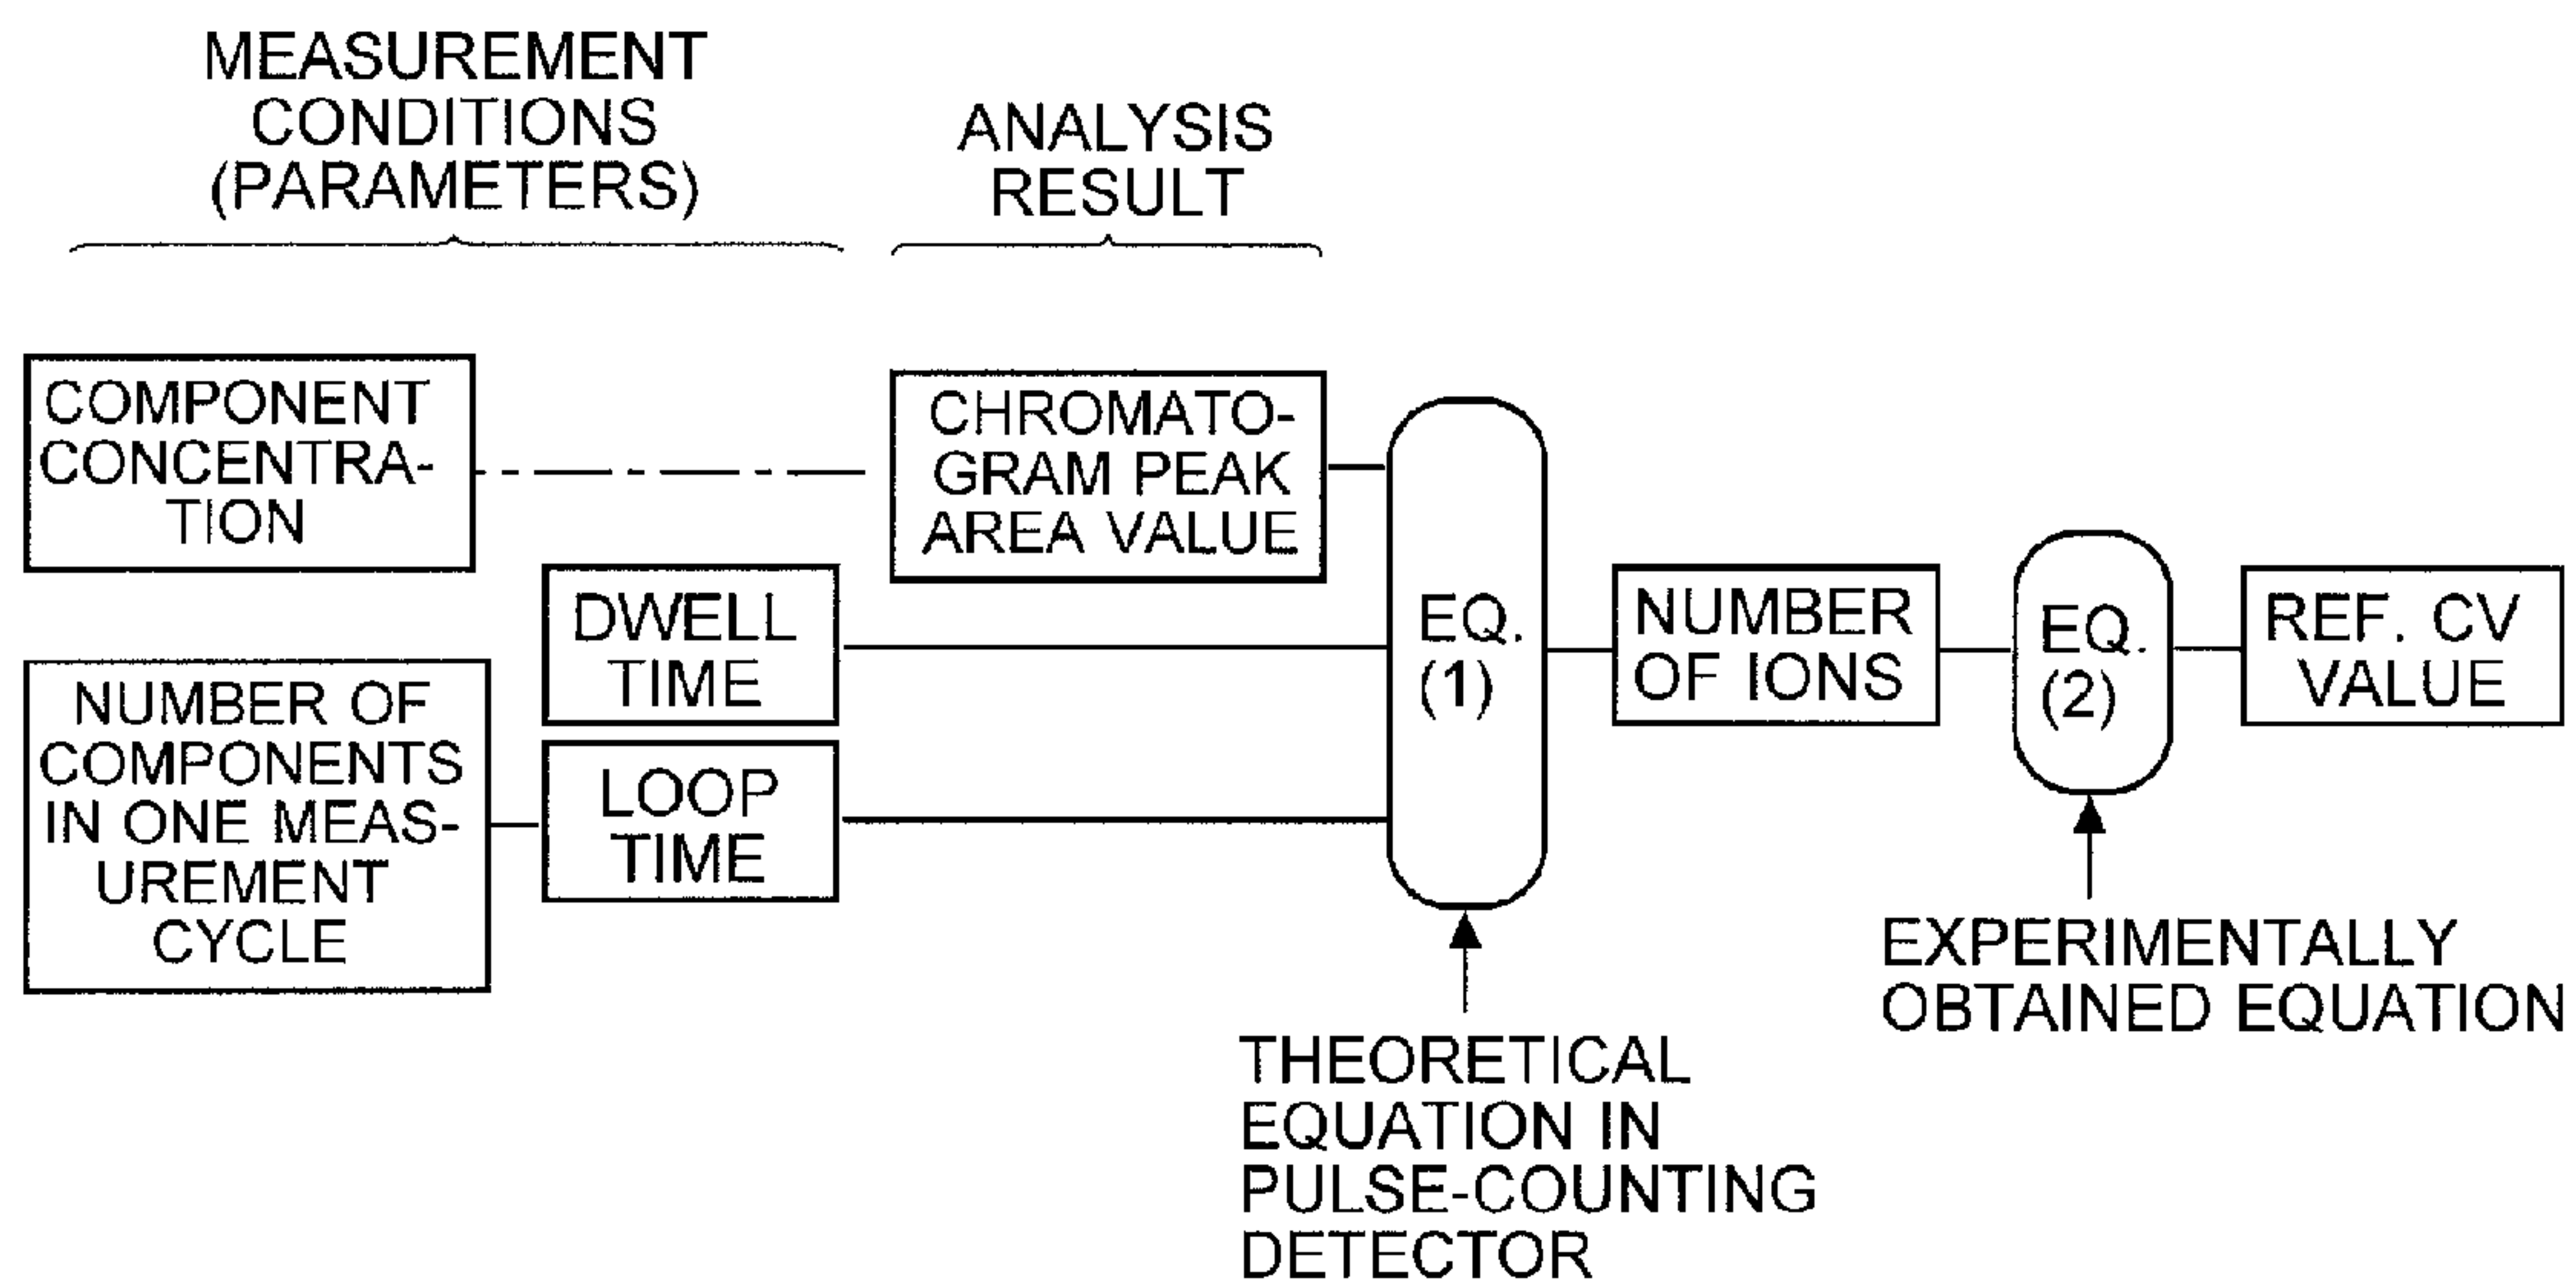 MEASUREMENT
CONDITIONS
(PARAMETERS)
ANALYSIS
RESULT
COMPONENT
CONCENTRA-
TION
CHROMATO-
GRAM PEAK
AREA VALUE
DWELL
TIME
NUMBER OF
COMPONENTS
IN ONE MEAS-
UREMENT
CYCLE
LOOP
TIME
EQ.
(1)
NUMBER
OF IONS
EQ.
(2)
REF. CV
VALUE
THEORETICAL
EQUATION IN
PULSE-COUNTING
DETECTOR
EXPERIMENTALLY
OBTAINED EQUATION